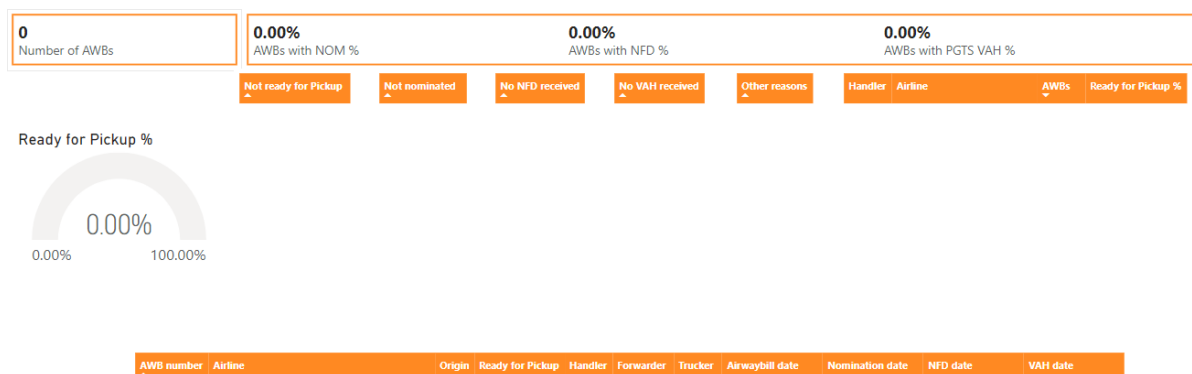 0
Number of AWBs
0.00%
AWBs with NOM %
0.00%
AWBs with NFD %
0.00%
AWBs with PGTS VAH %
Not ready for Pickup
Not nominated
No NFD received
No VAH received
Other reasons
Handler Airline AWBs Ready for Pickup %
Ready for Pickup %
0.00%
0.00% 100.00%
AWB number Airline Origin Ready for Pickup Handler Forwarder Trucker Airwaybill date Nomination date NFD date VAH date